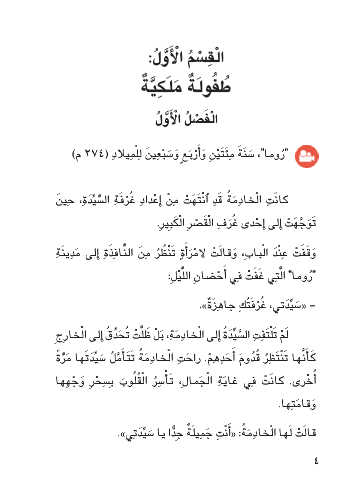 الْقِسْمُ الْأَوَّلُ:
طُفُولَةٌ مَلَكِيَّةٌ
الْفَصْلُ الْأَوَّلُ
"رُوما"، سَنَةَ مِئَتَيْنِ وَأَرْبَعٍ وَسَبْعِينَ لِلْمِيلادِ (٢٧٤ م)
كانَتِ الْخادِمَةُ قَدِ انْتَهَتْ مِنْ إِعْدادِ غُرْفَةِ السَّيِّدَةِ، حِينَ
تَوَجَّهَتْ إِلى إِحْدى غُرَفِ الْقَصْرِ الْكَبِيرِ.
وَقَفَتْ عِنْدَ الْبابِ، وَقالَتْ لِامْرَأَةٍ تَنْظُرُ مِنَ النَّافِذَةِ إِلى مَدِينَةِ
"رُوما" الَّتِي غَفَتْ فِي أَحْضانِ اللَّيْلِ:
– «سَيِّدَتي، غُرْفَتُكِ جاهِزَةٌ».
لَمْ تَلْتَفِتِ السَّيِّدَةُ إِلى الْخادِمَةِ، بَلْ ظَلَّتْ تُحَدِّقُ إِلى الْخارِجِ
كَأَنَّها تَنْتَظِرُ قُدُومَ أَحَدِهِمْ. راحَتِ الْخادِمَةُ تَتَأَمَّلُ سَيِّدَتَها مَرَّةً
أُخْرى. كانَتْ فِي غايَةِ الْجَمالِ، تَأْسِرُ الْقُلُوبَ بِسِحْرِ وَجْهِها
وَقامَتِها.
قالَتْ لَها الْخادِمَةُ: «أَنْتِ جَمِيلَةٌ جِدًّا يا سَيِّدَتِي».
٤